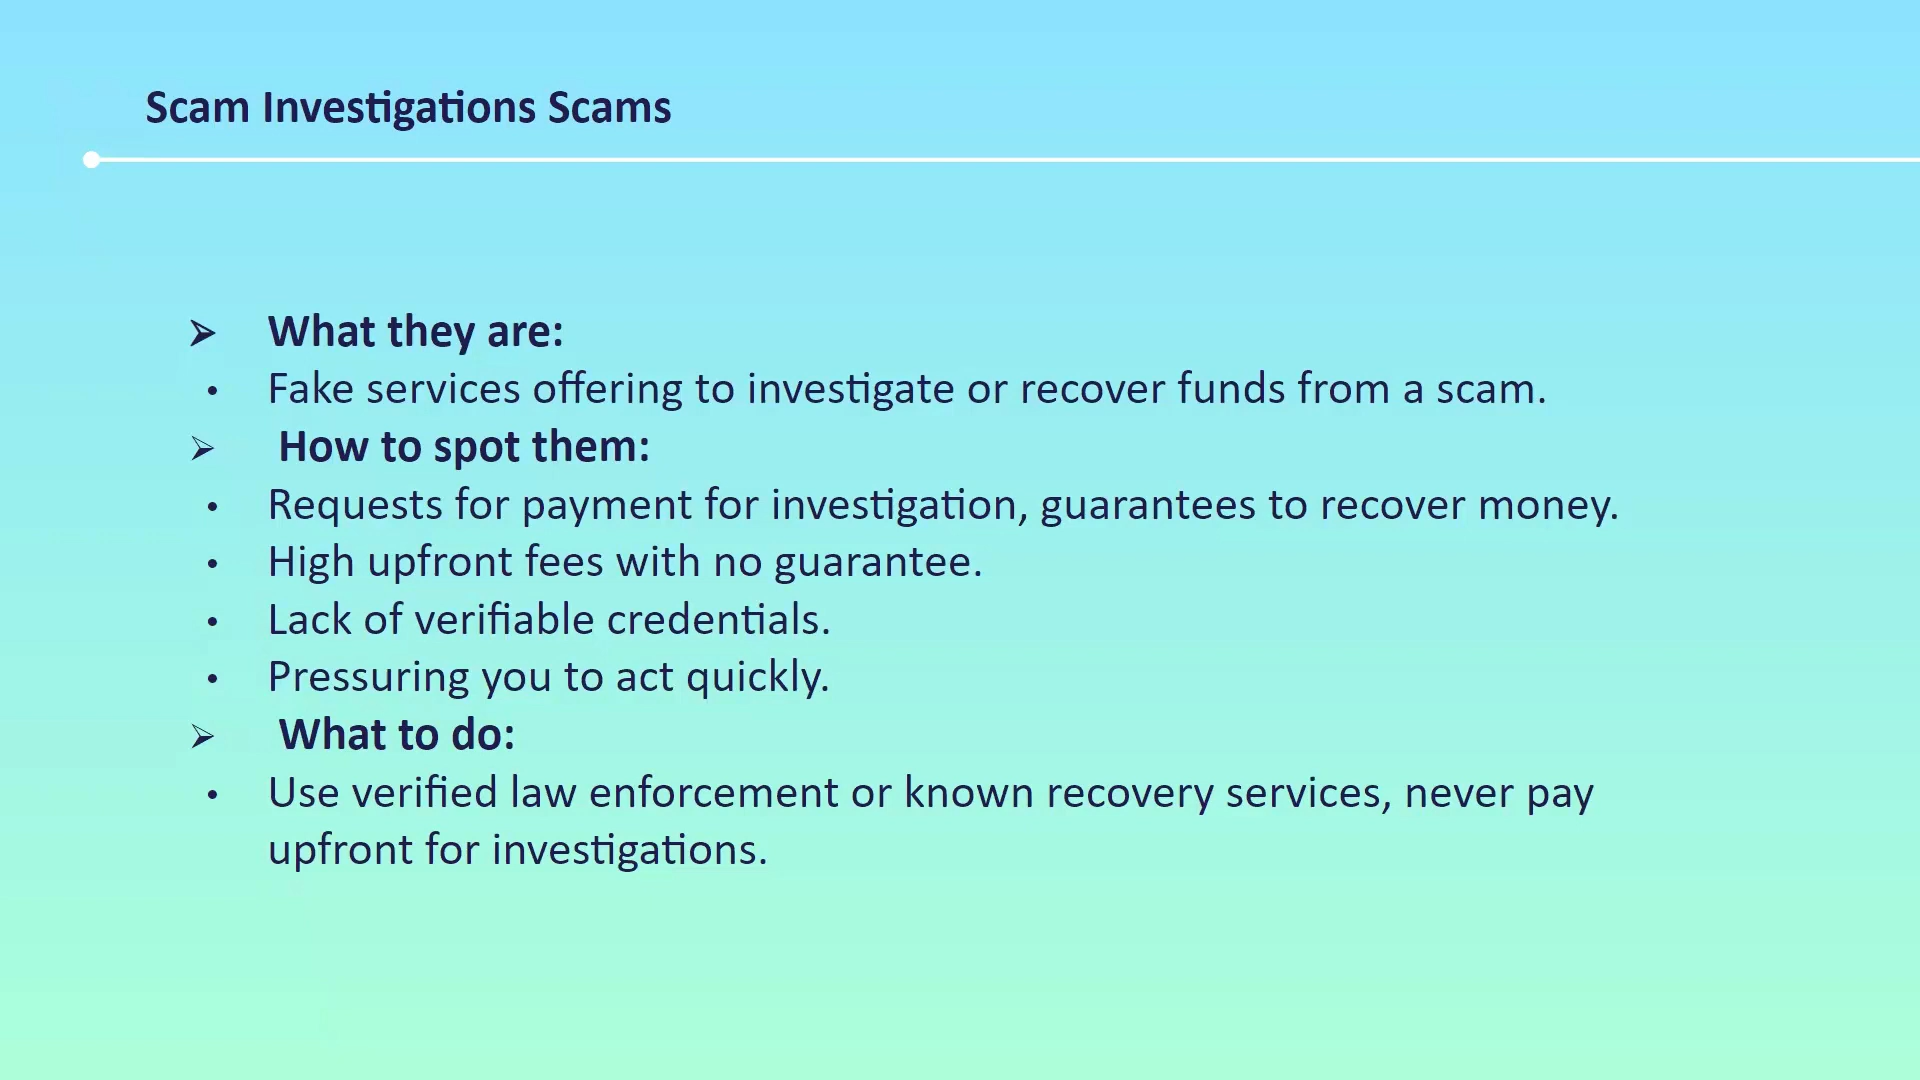 Scam Investigations Scams
➢ What they are:
• Fake services offering to investigate or recover funds from a scam.
➢ How to spot them:
• Requests for payment for investigation, guarantees to recover money.
• High upfront fees with no guarantee.
• Lack of verifiable credentials.
• Pressuring you to act quickly.
➢ What to do:
• Use verified law enforcement or known recovery services, never pay
upfront for investigations.